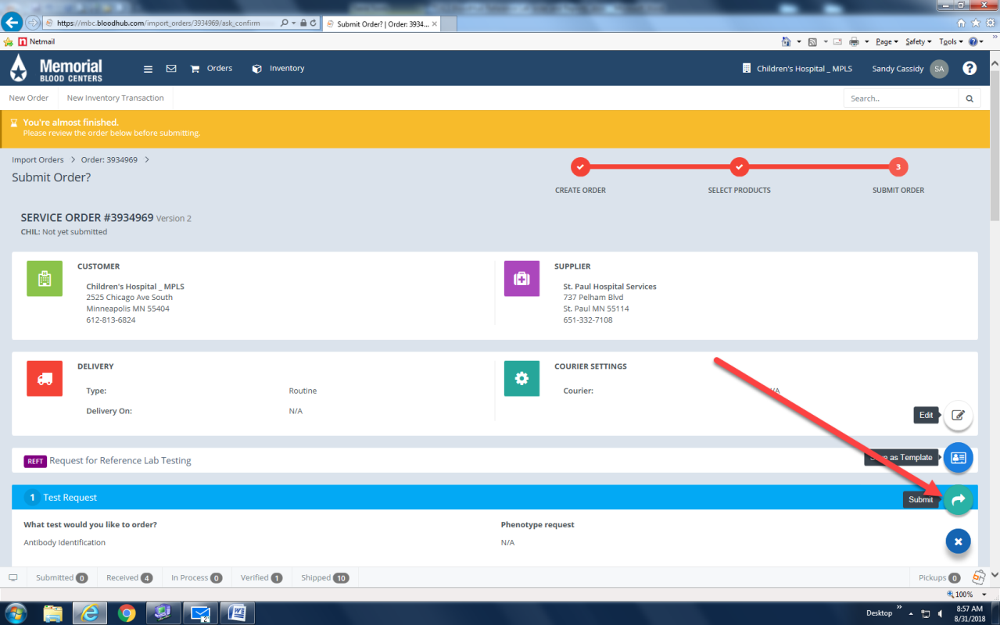 https://mbc.bloodhub.com/import_orders/3934969/ask_confirm
Submit Order? | Order: 3934...
Netmail
Page Safety Tools
Memorial
BLOOD CENTERS
Orders Inventory Children's Hospital _ MPLS Sandy Cassidy SA ?
New Order New Inventory Transaction Search..
You're almost finished.
Please review the order below before submitting.
Import Orders > Order: 3934969 >
Submit Order?
3
CREATE ORDER SELECT PRODUCTS SUBMIT ORDER
SERVICE ORDER #3934969 Version 2
CHIL: Not yet submitted
CUSTOMER
Children's Hospital _ MPLS
2525 Chicago Ave South
Minneapolis MN 55404
612-813-6824
SUPPLIER
St. Paul Hospital Services
737 Pelham Blvd
St. Paul MN 55114
651-332-7108
DELIVERY
Type: Routine
Delivery On: N/A
COURIER SETTINGS
Courier:
Edit
REFT Request for Reference Lab Testing
as Template
1 Test Request
Submit
What test would you like to order? Phenotype request
Antibody Identification N/A
Submitted 0 Received 4 In Process 0 Verified 1 Shipped 10 Pickups 0
100%
Desktop
8:57 AM
8/31/2018